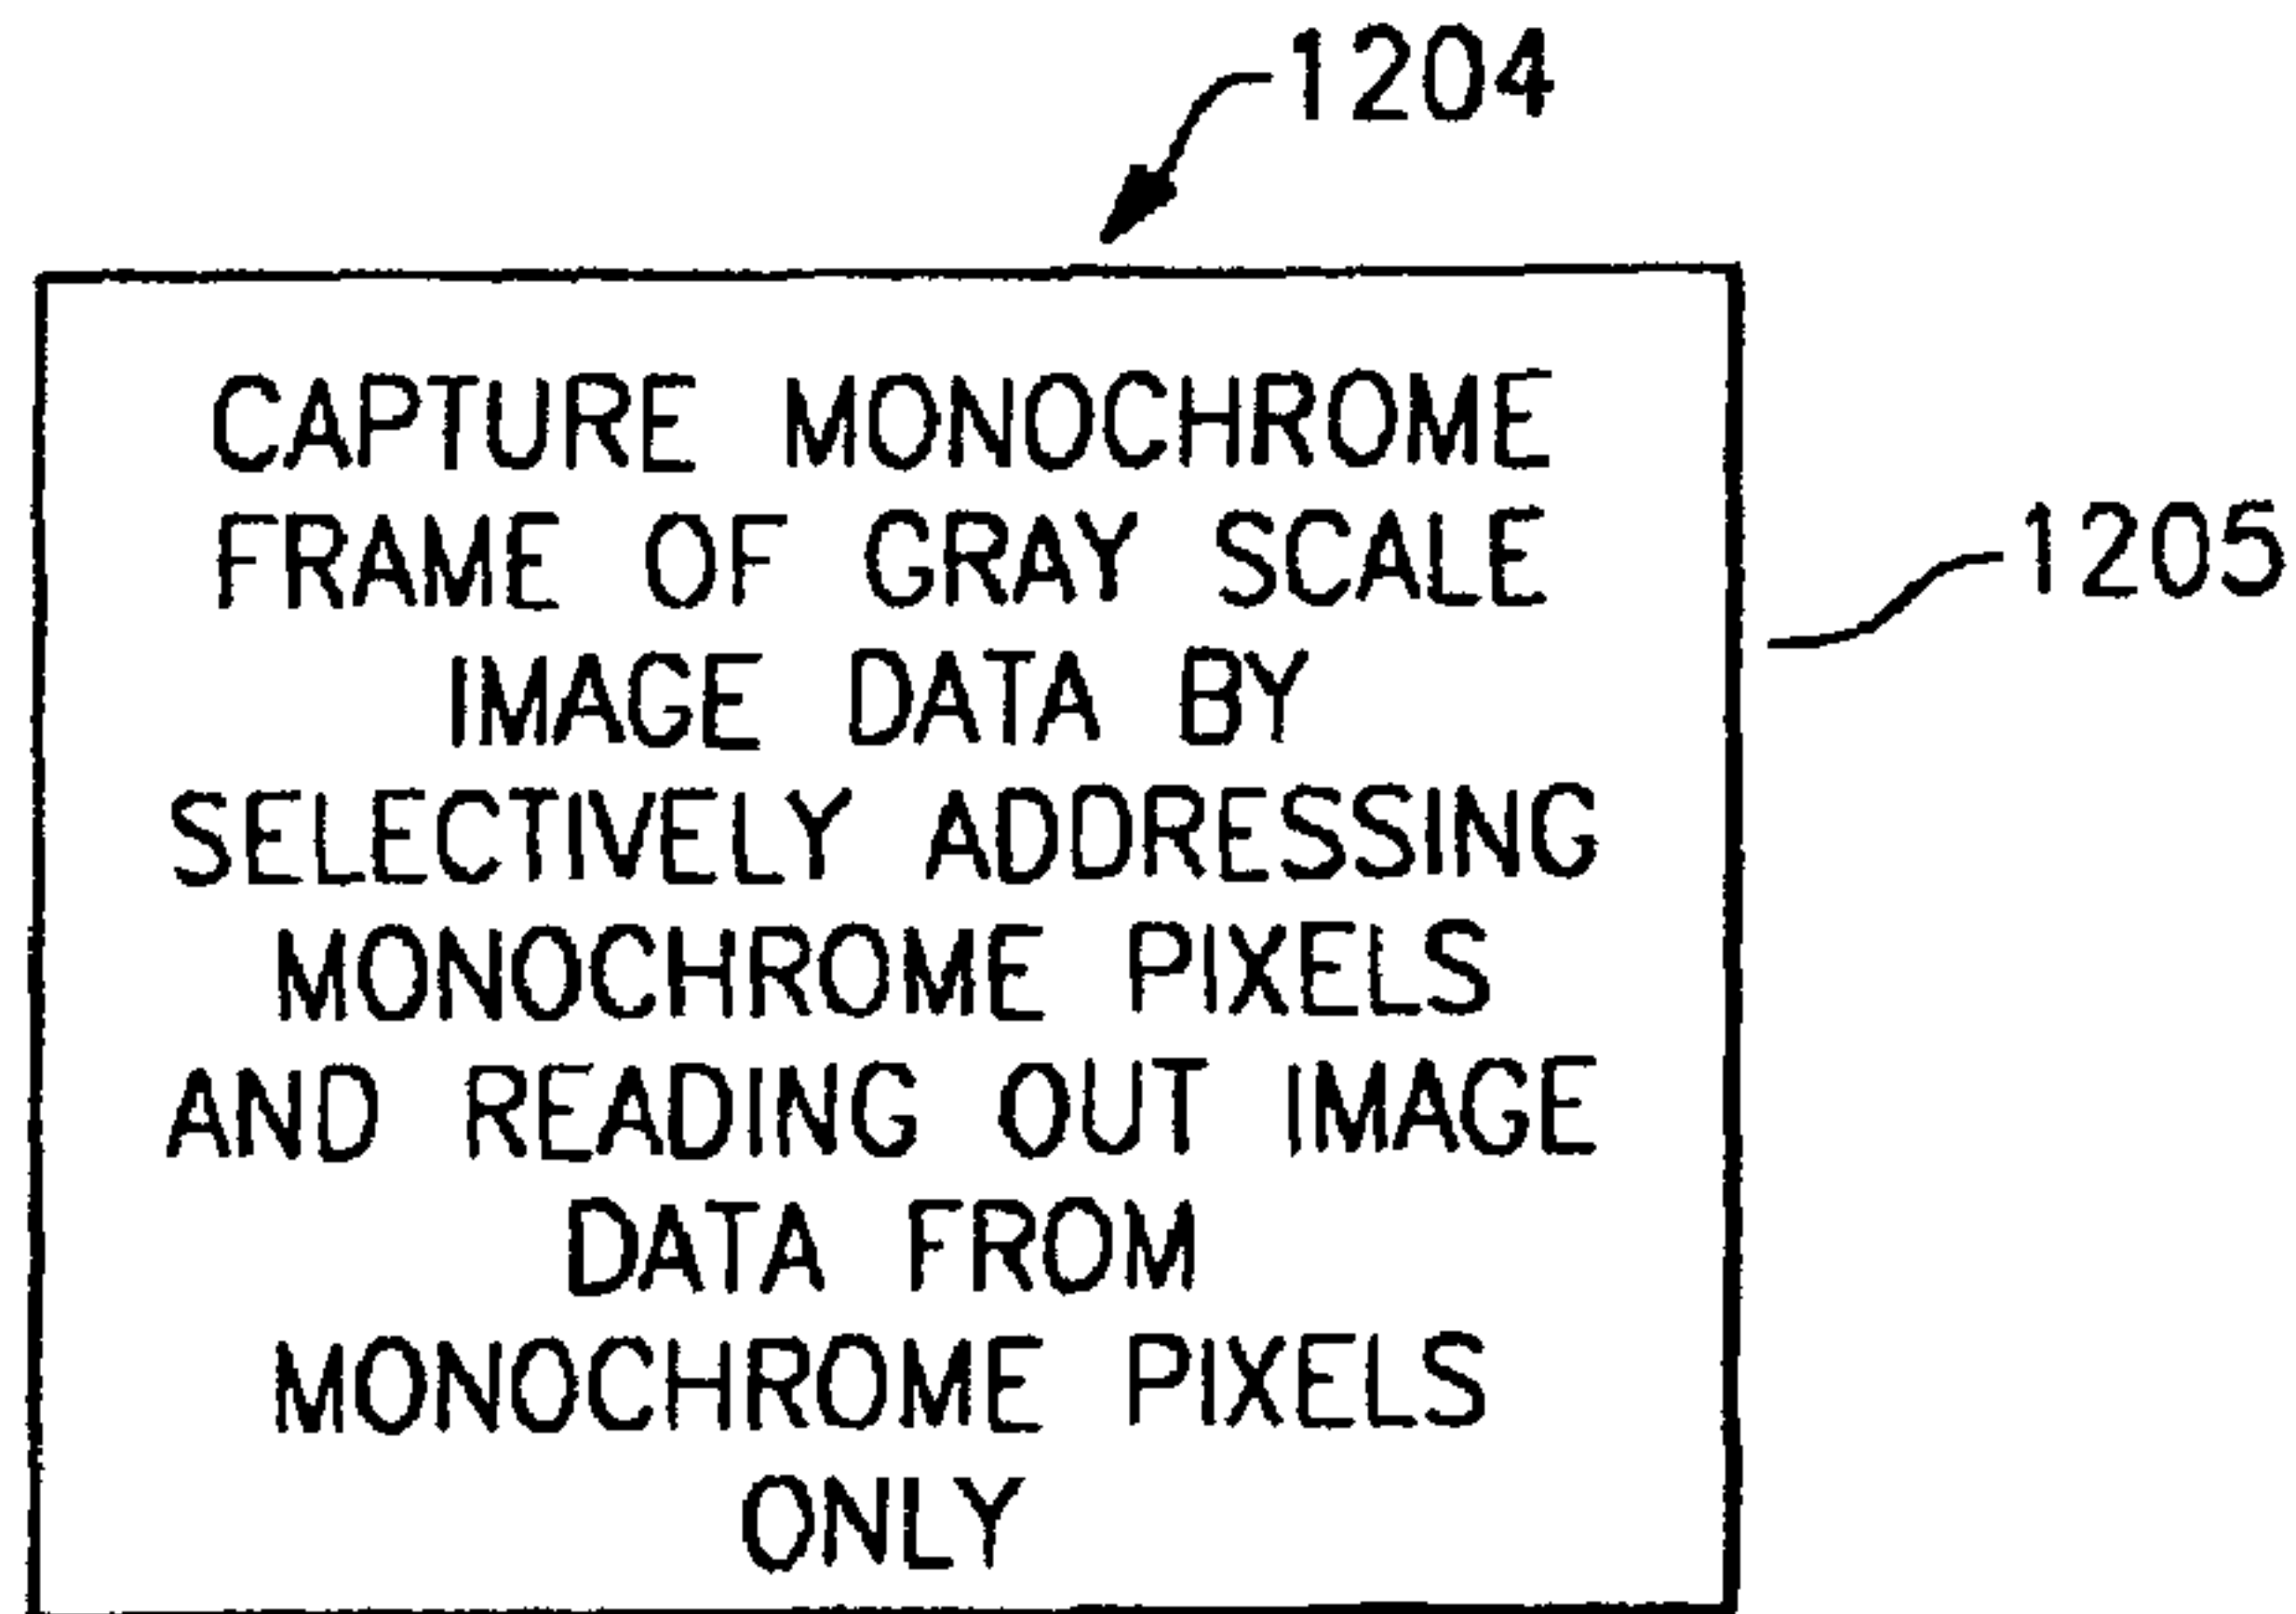 1204
CAPTURE MONOCHROME
FRAME OF GRAY SCALE
1205
IMAGE DATA BY
SELECTIVELY ADDRESSING
MONOCHROME PIXELS
AND READING OUT IMAGE
DATA FROM
MONOCHROME PIXELS
ONLY